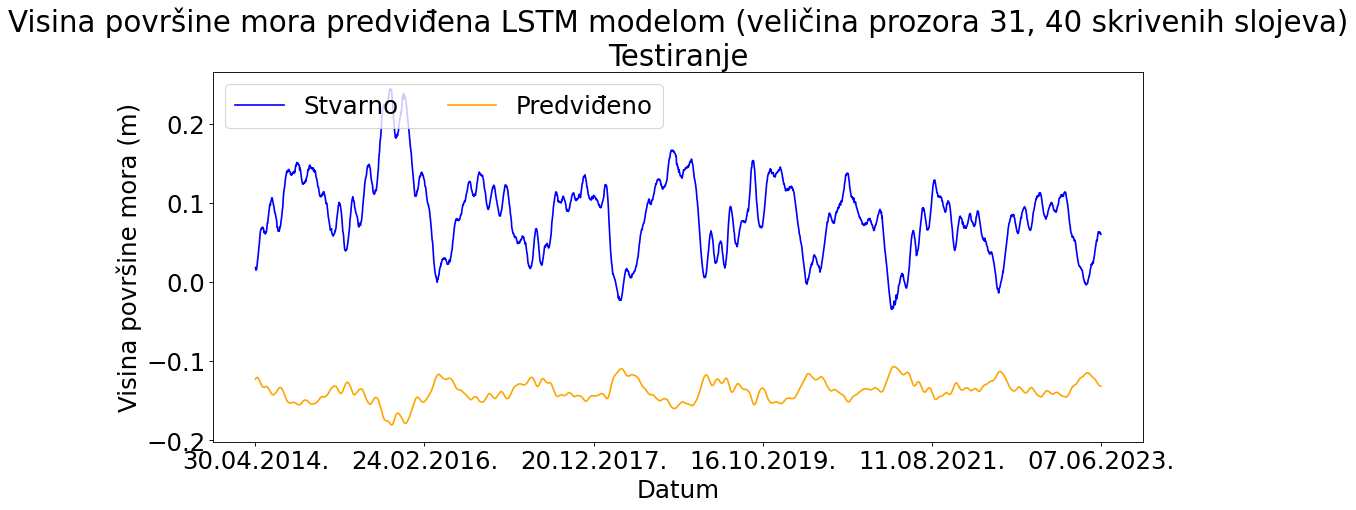 Visina površine mora predviđena LSTM modelom (veličina prozora 31, 40 skrivenih slojeva)
Testiranje
Stvarno Predviđeno
Visina površine mora (m)
0.2
0.1
0.0
−0.1
−0.2
30.04.2014. 24.02.2016. 20.12.2017. 16.10.2019. 11.08.2021. 07.06.2023.
Datum